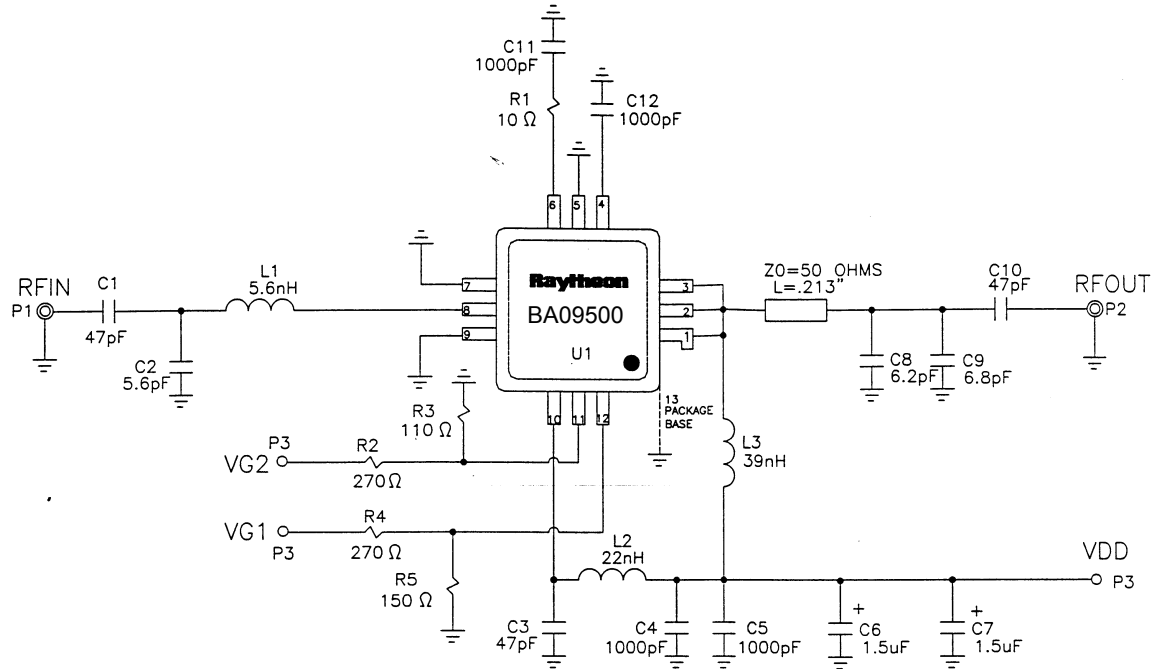 C11
1000pF
R1
10 Ω
C12
1000pF
6
5
4
RFIN
P1
C1
47pF
C2
5.6pF
L1
5.6nH
7
8
9
Raytheon
BA09500
U1
3
2
1
Z0=50 OHMS
L=.213"
C10
47pF
RFOUT
P2
C8
6.2pF
C9
6.8pF
10
11
12
13
PACKAGE
BASE
R3
110 Ω
L3
39nH
P3
VG2
R2
270Ω
VG1
P3
R4
270 Ω
R5
150 Ω
L2
22nH
VDD
P3
C3
47pF
C4
1000pF
C5
1000pF
+
C6
1.5uF
+
C7
1.5uF